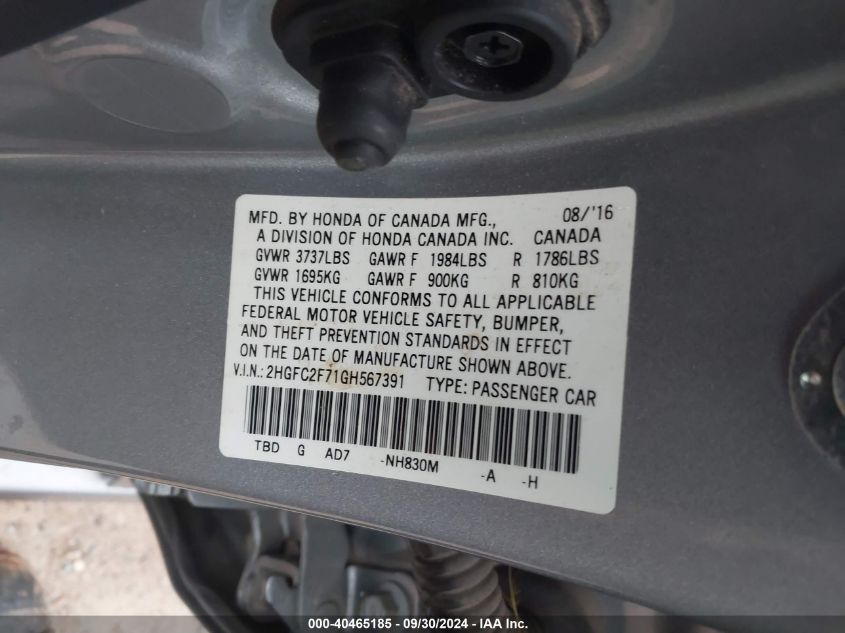 MFD. BY HONDA OF CANADA MFG., 08/'16
A DIVISION OF HONDA CANADA INC. CANADA
GVWR 3737LBS GAWR F 1984LBS R 1786LBS
GVWR 1695KG GAWR F 900KG R 810KG
THIS VEHICLE CONFORMS TO ALL APPLICABLE
FEDERAL MOTOR VEHICLE SAFETY, BUMPER,
AND THEFT PREVENTION STANDARDS IN EFFECT
ON THE DATE OF MANUFACTURE SHOWN ABOVE.
V.I.N.: 2HGFC2F71GH567391 TYPE: PASSENGER CAR
TBD G AD7 -NH830M -A -H
000-40465185 - 09/30/2024 - IAAI.com.